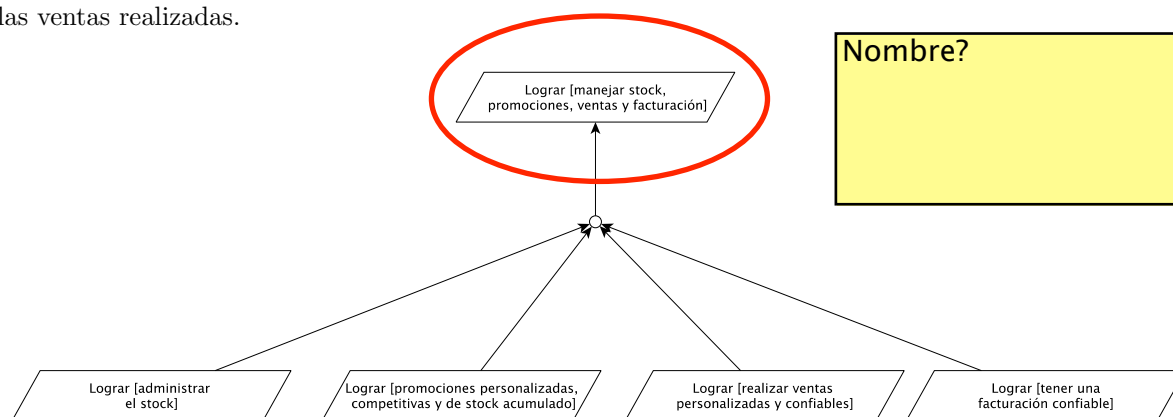 las ventas realizadas.
Nombre?
Lograr [manejar stock,
promociones, ventas y facturación]
Lograr [administrar
el stock]
Lograr [promociones personalizadas,
competitivas y de stock acumulado]
Lograr [realizar ventas
personalizadas y confiables]
Lograr [tener una
facturación confiable]